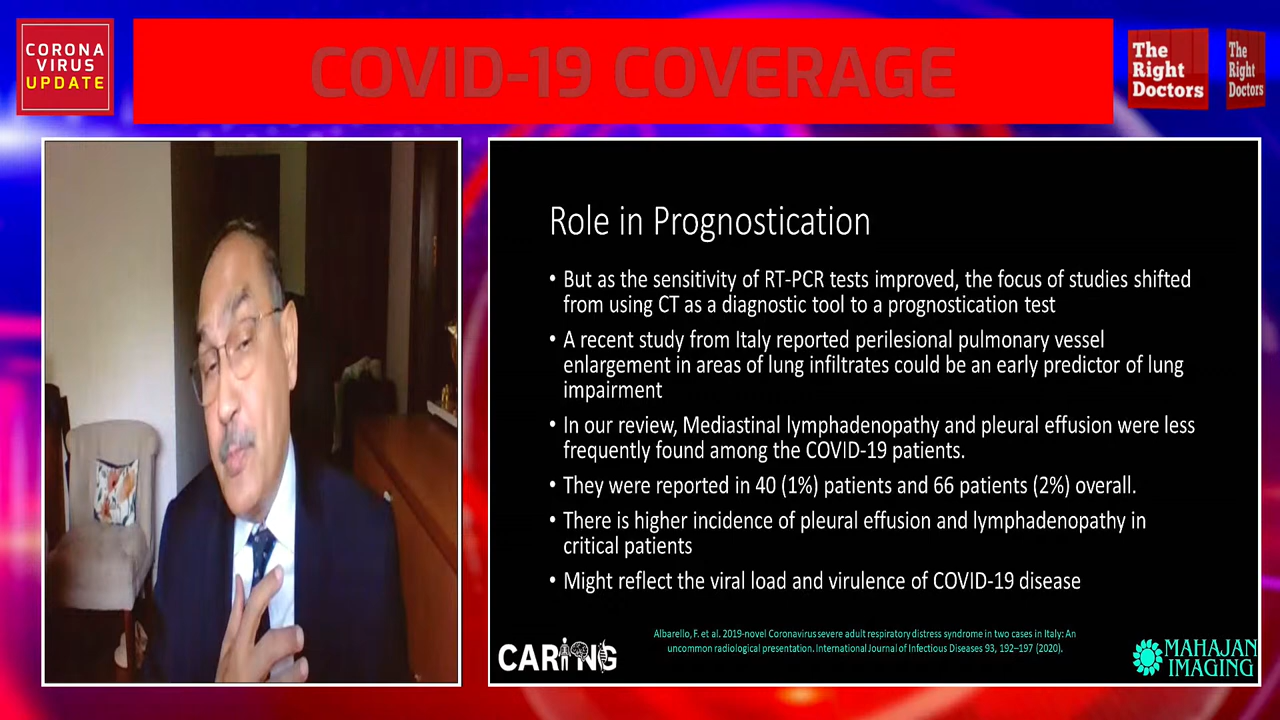 CORONA
VIRUS
UPDATE
COVID-19 COVERAGE
The
Right
Doctors
The
Right
Doctors
Role in Prognostication
• But as the sensitivity of RT-PCR tests improved, the focus of studies shifted
from using CT as a diagnostic tool to a prognostication test
• A recent study from Italy reported perilesional pulmonary vessel
enlargement in areas of lung infiltrates could be an early predictor of lung
impairment
• In our review, Mediastinal lymphadenopathy and pleural effusion were less
frequently found among the COVID-19 patients.
• They were reported in 40 (1%) patients and 66 patients (2%) overall.
• There is higher incidence of pleural effusion and lymphadenopathy in
critical patients
• Might reflect the viral load and virulence of COVID-19 disease
Albarello, F. et al. 2019-novel Coronavirus severe adult respiratory distress syndrome in two cases in Italy: An
uncommon radiological presentation. International Journal of Infectious Diseases 93, 192–197 (2020).
CARING
MAHAJAN
IMAGING